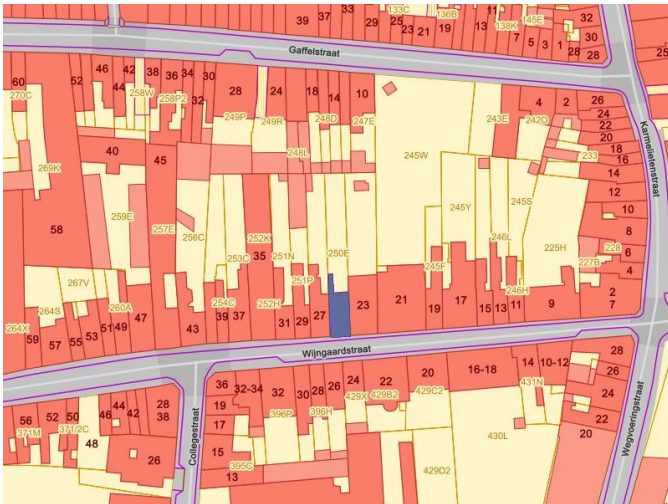 39 37 33 29 133C 25 23 21 136B 19 13 11 138K 7 145E 5 3 1 32 30 28 28
Gaffelstraat
60 52 46 44 42 258W 38 36 258P2 34 32 30 28 249P 24 249R 18 248D 14 10 247E 245W 243E 4 242D 2 26 24 22 20 18 16 14 12 10 8 6 4 2 7
25
Karmelietenstraat
270C
269K
40
45
248L
233
58
259E
257E
256C
253C
252K
35
251N
250E
245Y
245S
246L
225H
228
227B
267V
264S
260A
254C
252H
251P
245F
246H
264X
59 57 55 53 51 49 47 43 39 37 31 29 27 23 21 19 17 15 13 11 9
Wijngaardstraat
56 371M 52 371/2C 50 48 46 44 42 28 38 26
Collegestraat
36 19 17 15 13 395C 32-34 32 396P 30 28 396H 26 24 429X 22 429B2 20 429C2 16-18 14 431N 10-12
429D2
430L
28 26 24 22 20
Wegvoeringstraat